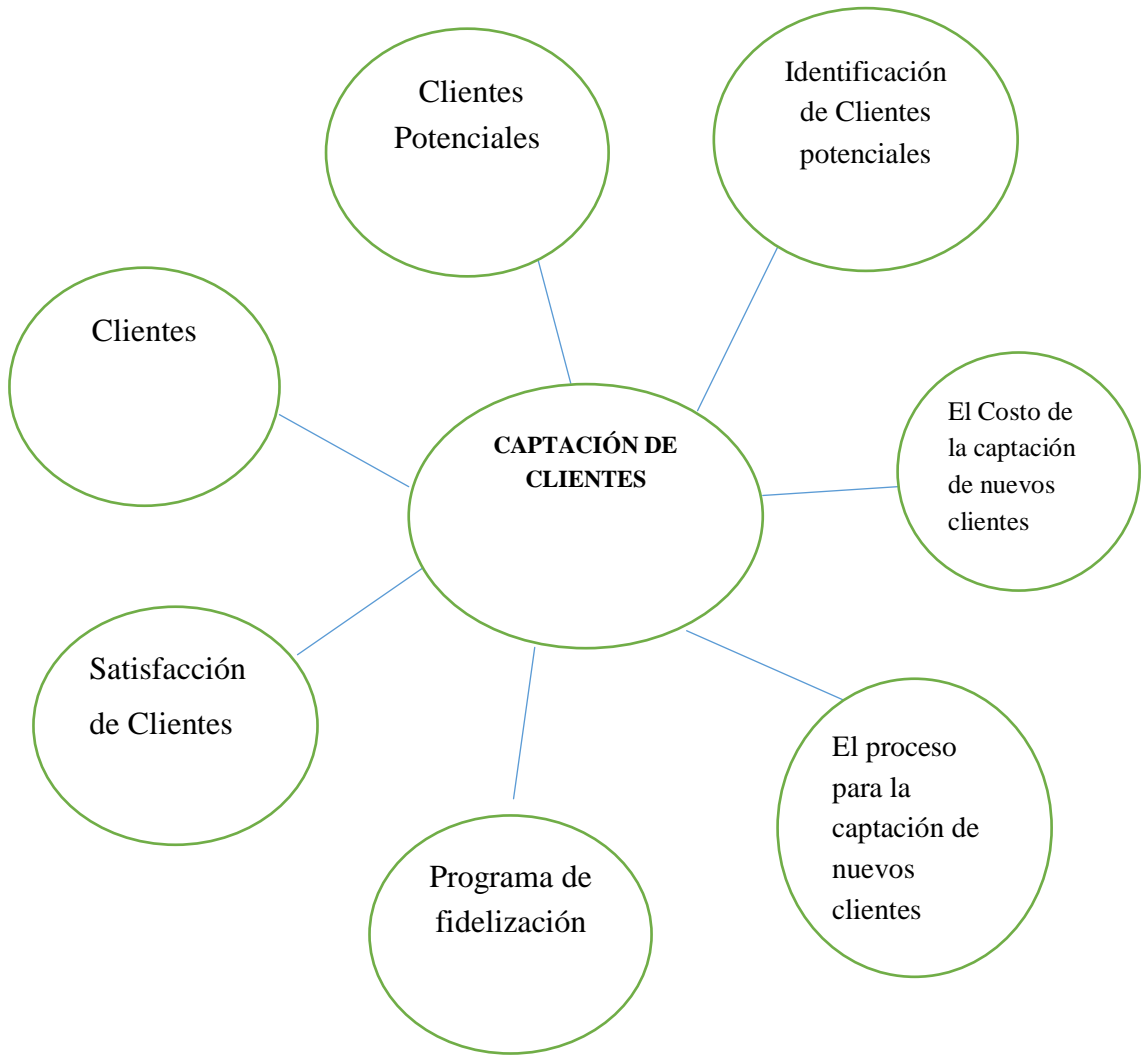 Clientes
Potenciales
Identificación
de Clientes
potenciales
Clientes
CAPTACIÓN DE
CLIENTES
El Costo de
la captación
de nuevos
clientes
Satisfacción
de Clientes
El proceso
para la
captación de
nuevos
clientes
Programa de
fidelización